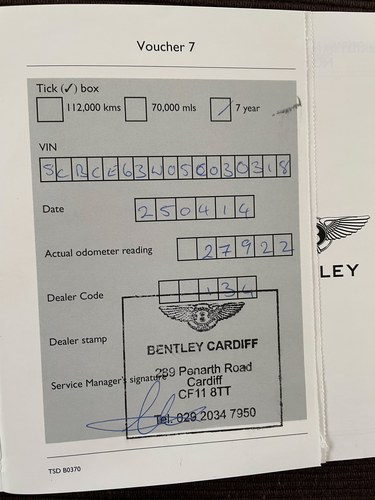 Voucher 7
Tick (✓) box
112,000 kms 70,000 mls 7 year
VIN
SCBCE63W05C030318
Date
250414
Actual odometer reading
27922
Dealer Code
134
Dealer stamp
BENTLEY CARDIFF
289 Penarth Road
Cardiff
CF11 8TT
Service Manager's signature
Tel: 029 2034 7950
TSD B0370
LEY